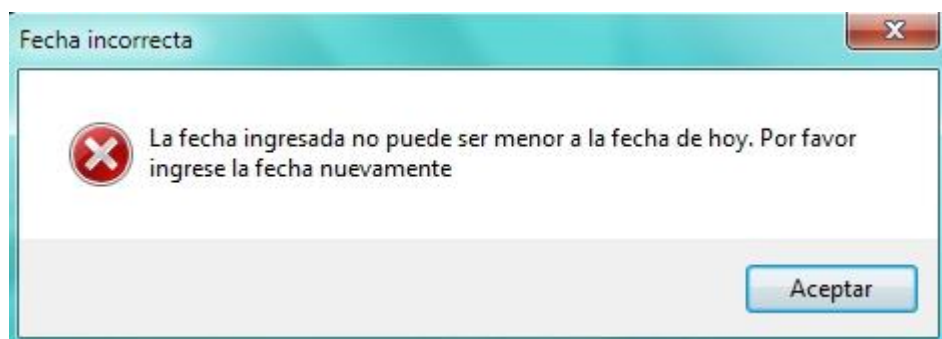 Fecha incorrecta
La fecha ingresada no puede ser menor a la fecha de hoy. Por favor
ingrese la fecha nuevamente
Aceptar